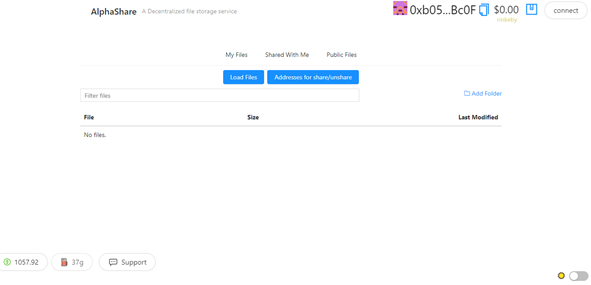 AlphaShare A Decentralized file storage service 0xb05...Bc0F $0.00 connect
rinkeby
My Files Shared With Me Public Files
Load Files Addresses for share/unshare
Filter files Add Folder
File Size Last Modified
No files.
1057.92 37g Support